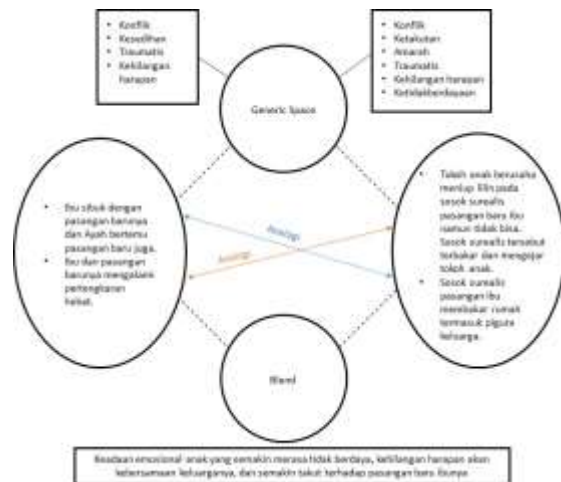 • Konflik
• Kesedihan
• Traumatis
• Kehilangan
harapan
• Konflik
• Ketakutan
• Amarah
• Traumatis
• Kehilangan harapan
• Ketidakberdayaan
Generic Space
• Ibu sibuk dengan
pasangan barunya
dan Ayah bertemu
pasangan baru juga.
• Ibu dan pasangan
barunya mengalami
pertengkaran
hebat.
Analogi
Analogi
• Tokoh anak berusaha
meniup lilin pada
sosok surealis
pasangan baru Ibu
namun tidak bisa.
Sosok surealis tersebut
terbakar dan mengejar
tokoh anak.
• Sosok surealis
pasangan Ibu
membakar rumah
termasuk pigura
keluarga.
Blend
Keadaan emosional anak yang semakin merasa tidak berdaya, kehilangan harapan akan
kebersamaan keluarganya, dan semakin takut terhadap pasangan baru ibunya